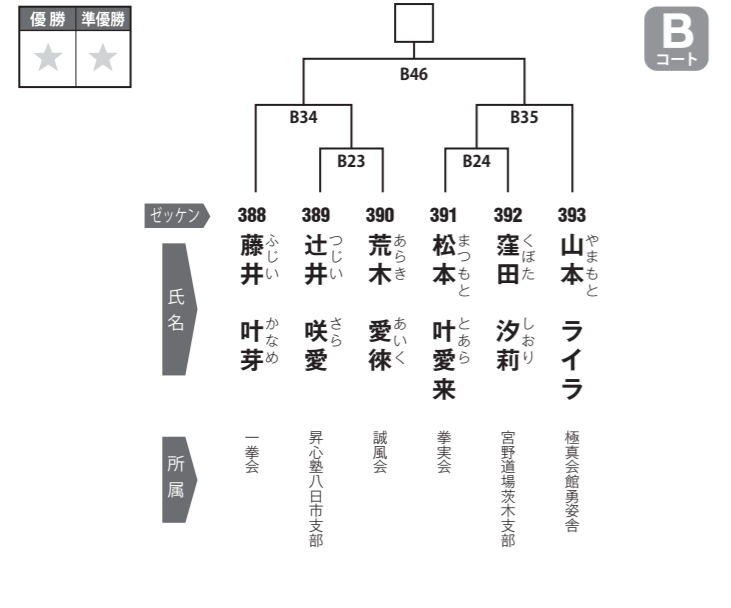 優勝 準優勝
B
コート
B46
B34 B35
B23 B24
ゼッケン 388 389 390 391 392 393
氏名
藤井 叶芽
ふじい かなめ
辻井 咲愛
つじい さら
荒木 愛徠
あらき あいく
松本 叶愛来
まつもと とあら
窪田 汐莉
くぼた しおり
山本 ライラ
やまもと
所属
一拳会
昇心塾八日市支部
誠風会
拳実会
宮野道場茨木支部
極真会館勇姿舎